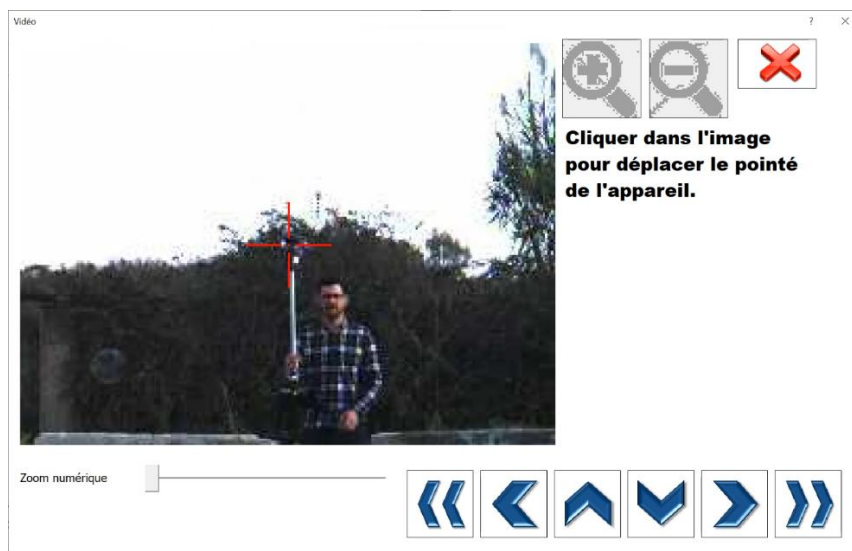 Vidéo
?
Cliquer dans l'image
pour déplacer le pointé
de l'appareil.
Zoom numérique